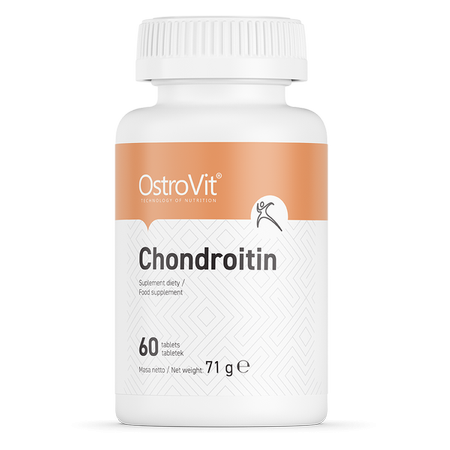 OstroVit®
TECHNOLOGY OF NUTRITION
Chondroitin
Suplement diety /
Food supplement
60 tablets
tabletek
Masa netto / Net weight: 71 g ℮